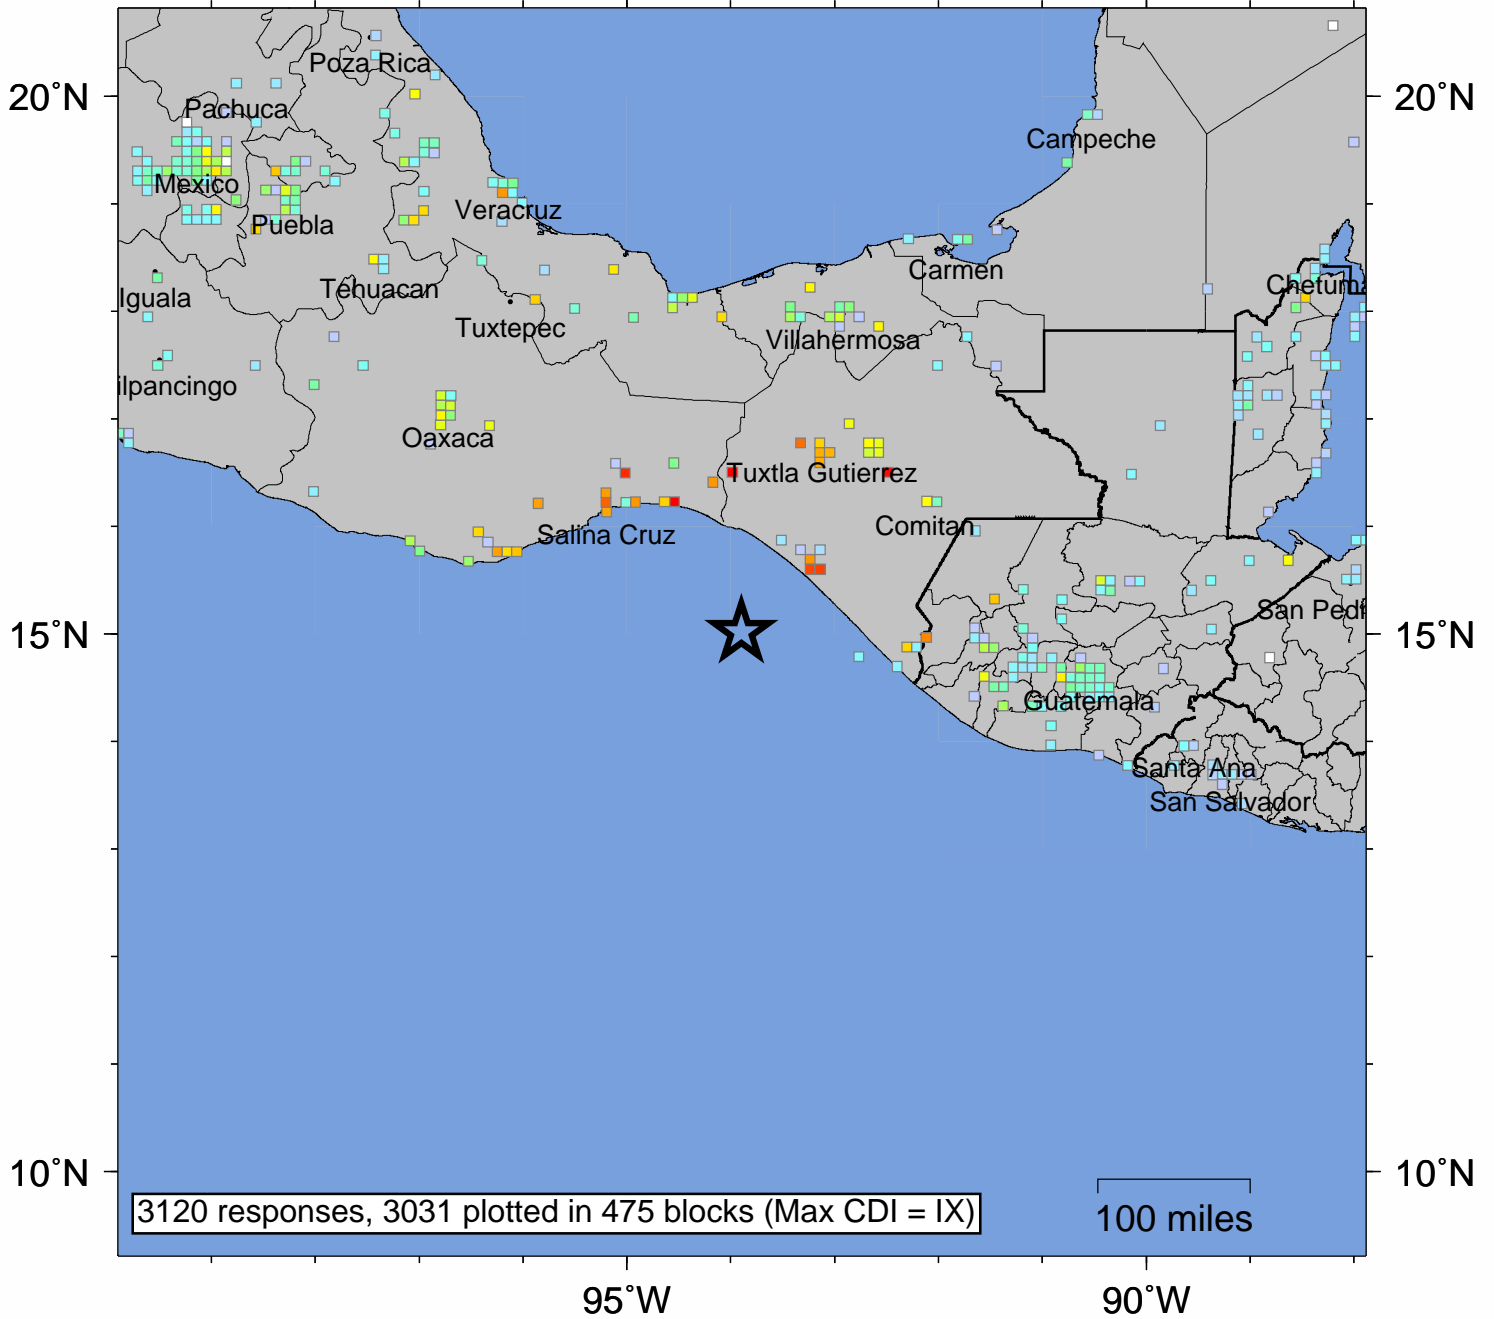 20˚N
20˚N
Poza Rica
Pachuca
Campeche
Mexico
Veracruz
Puebla
Carmen
Chetuma
Tehuacan
Iguala
Tuxtepec
Villahermosa
ilpancingo
Oaxaca
Tuxtla Gutierrez
Comitan
Salina Cruz
San Pedr
15˚N
15˚N
Guatemala
Santa Ana
San Salvador
10˚N
10˚N
3120 responses, 3031 plotted in 475 blocks (Max CDI = IX)
100 miles
95˚W
90˚W